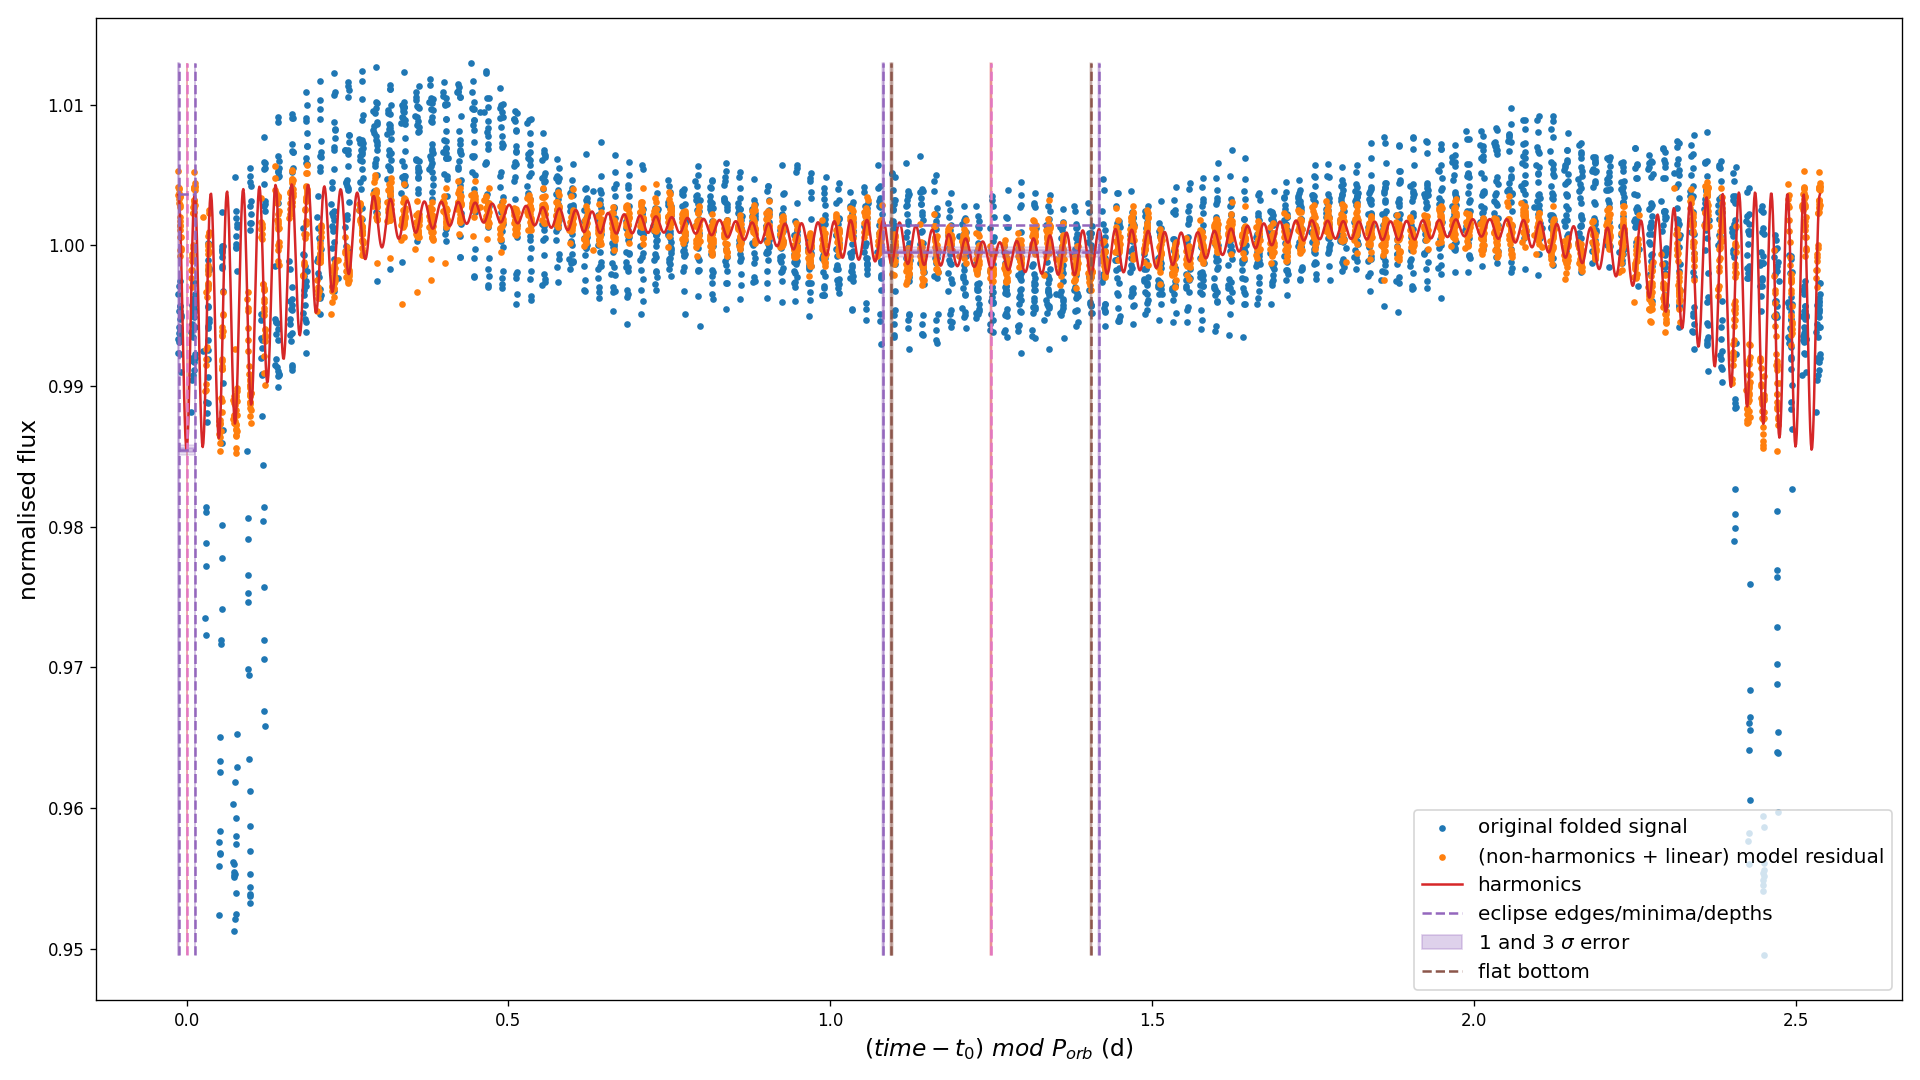 1.01
1.00
0.99
0.98
0.97
0.96
0.95
normalised flux
original folded signal
(non-harmonics + linear) model residual
harmonics
eclipse edges/minima/depths
1 and 3 σ error
flat bottom
0.0 0.5 1.0 1.5 2.0 2.5
(time − t₀) mod Pₒᵣb (d)